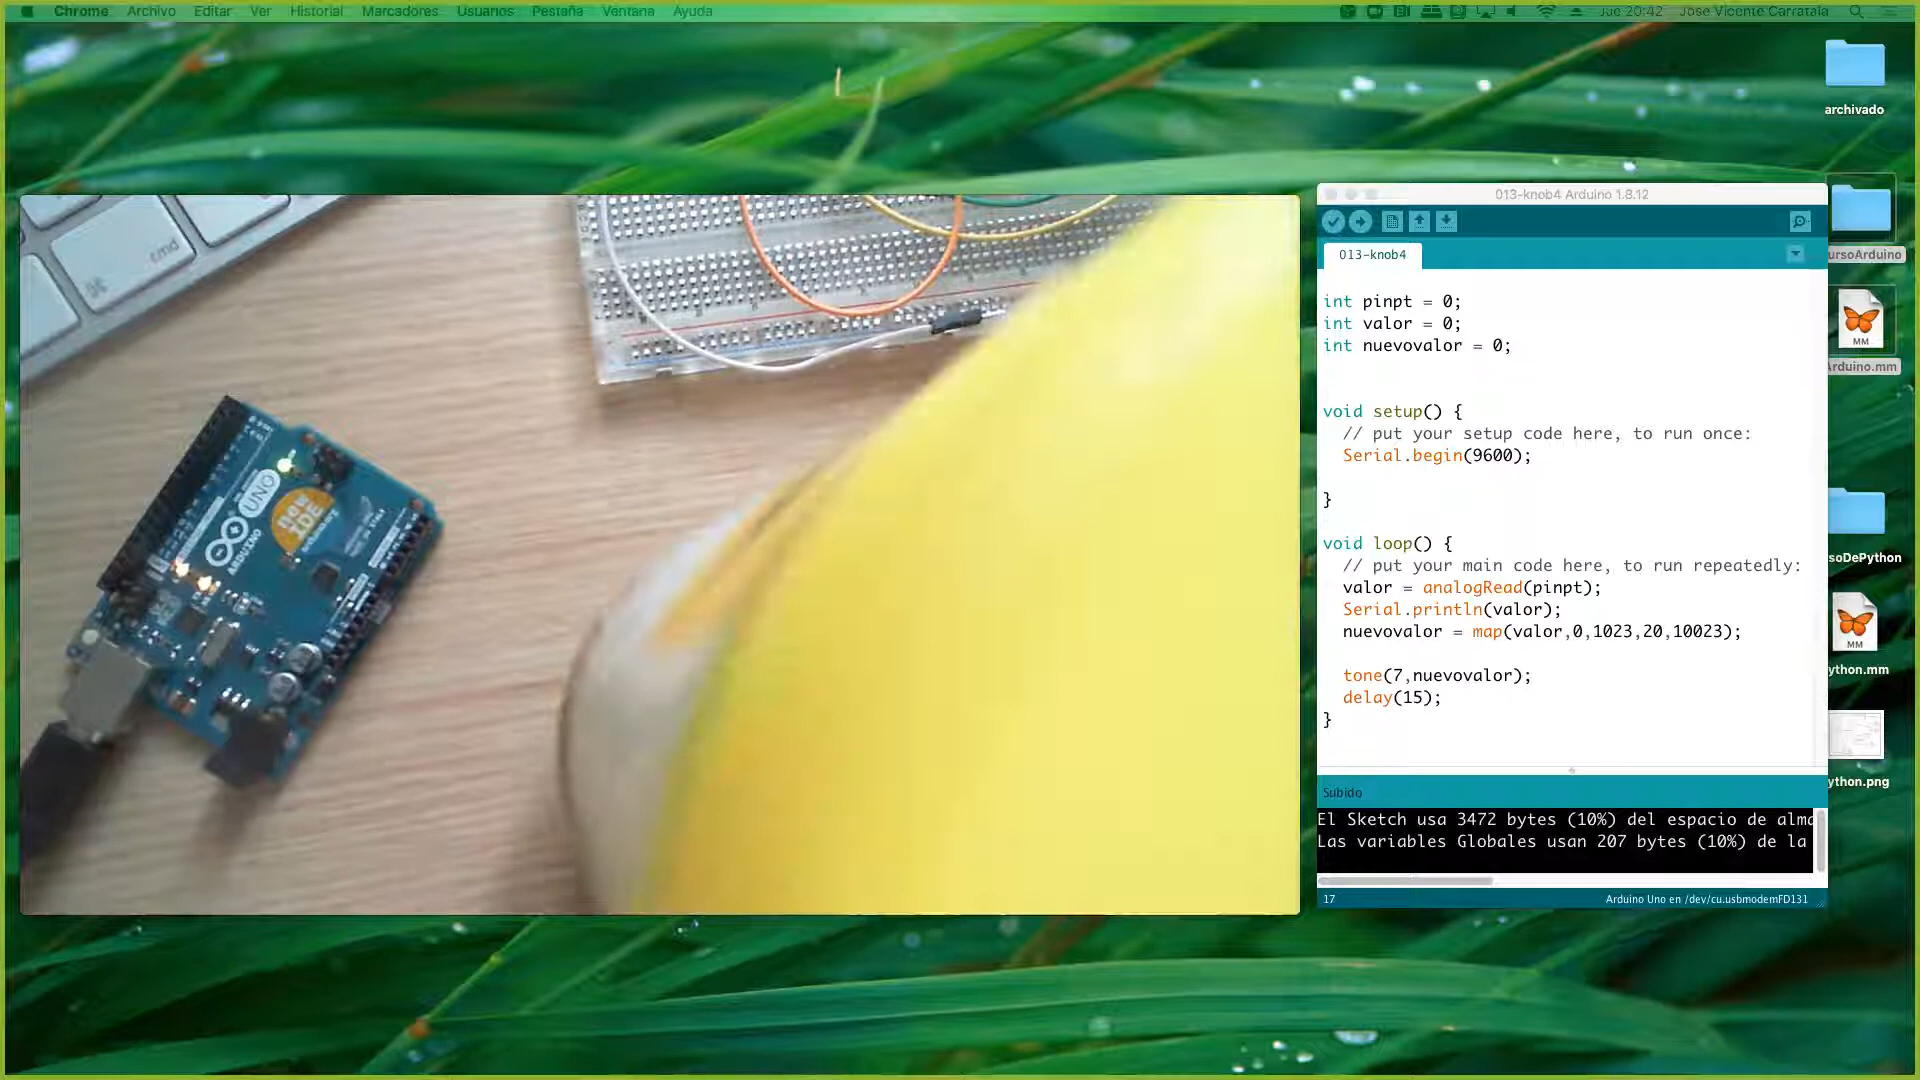 Chrome Archivo Editar Ver Historial Marcadores Usuarios Pestaña Ventana Ayuda
Jue 20:42 Jose Vicente Carratala
archivado
013-knob4 Arduino 1.8.12
013-knob4
ursoArduino
int pinpt = 0;
int valor = 0;
int nuevovalor = 0;
Arduino.mm
void setup() {
// put your setup code here, to run once:
Serial.begin(9600);
}
void loop() {
// put your main code here, to run repeatedly:
valor = analogRead(pinpt);
Serial.println(valor);
nuevovalor = map(valor,0,1023,20,10023);
tone(7,nuevovalor);
delay(15);
}
soDePython
ython.mm
ython.png
Subido
El Sketch usa 3472 bytes (10%) del espacio de alma
Las variables Globales usan 207 bytes (10%) de la
17
Arduino Uno en /dev/cu.usbmodemFD131
cmd
⌘
UNO
ARDUINO
new
IDE
MM
MM